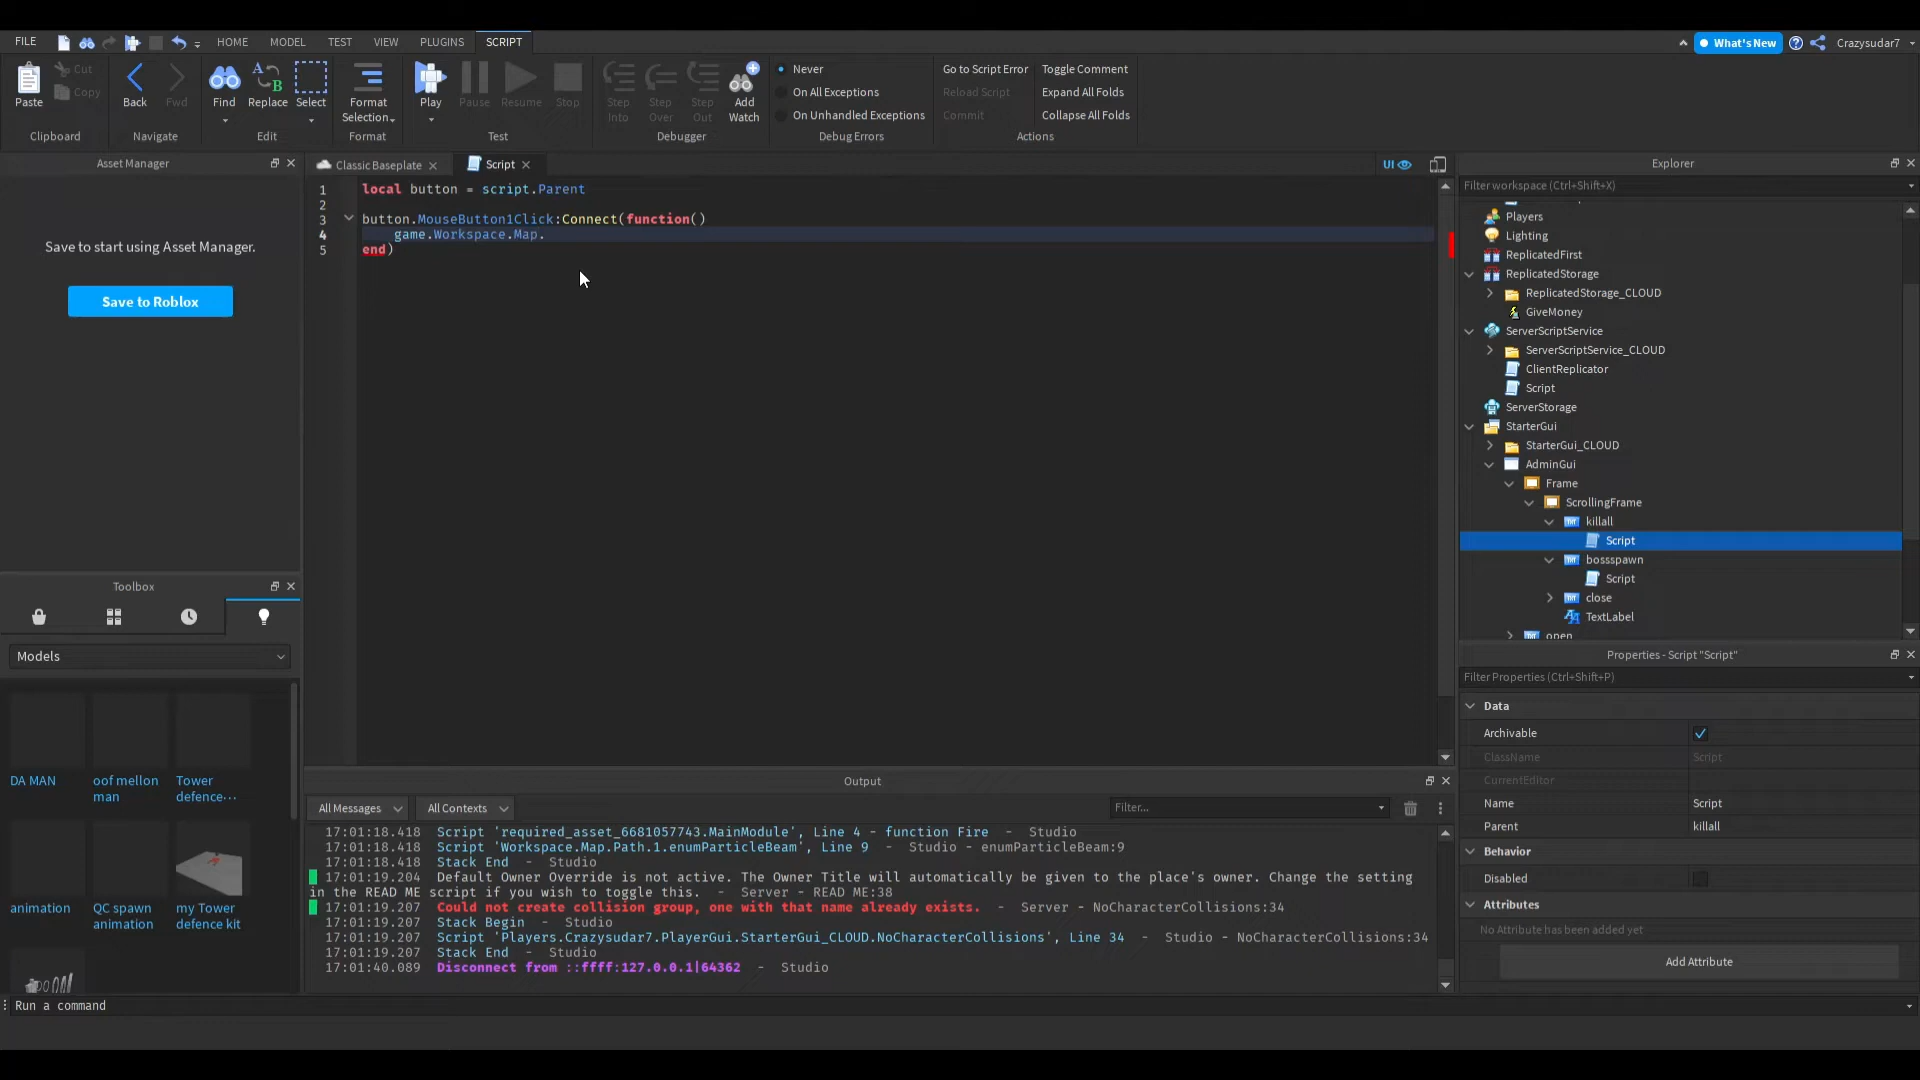 FILE HOME MODEL TEST VIEW PLUGINS SCRIPT What's New Crazysudar7
Paste Cut Copy Back Fwd Find Replace Select Format Selection Play Pause Resume Stop Step Into Step Over Step Out Add Watch
Never Go to Script Error Toggle Comment
On All Exceptions Reload Script Expand All Folds
On Unhandled Exceptions Commit Collapse All Folds
Clipboard Navigate Edit Format Test Debugger Debug Errors Actions
Asset Manager
Save to start using Asset Manager.
Save to Roblox
Classic Baseplate Script UI
1 local button = script.Parent
2
3 button.MouseButton1Click:Connect(function()
4 game.Workspace.Map.
5 end)
Explorer
Filter workspace (Ctrl+Shift+X)
Players
Lighting
ReplicatedFirst
ReplicatedStorage
ReplicatedStorage_CLOUD
GiveMoney
ServerScriptService
ServerScriptService_CLOUD
ClientReplicator
Script
ServerStorage
StarterGui
StarterGui_CLOUD
AdminGui
Frame
ScrollingFrame
killall
TXT Script
bossspawn
Script
close
TextLabel
open
Toolbox
Models
DA MAN
oof mellon man
Tower defence...
animation
QC spawn animation
my Tower defence kit
Output
All Messages All Contexts Filter...
17:01:18.418 Script 'required_asset_6681057743.MainModule', Line 4 - function Fire - Studio
17:01:18.418 Script 'Workspace.Map.Path.1.enumParticleBeam', Line 9 - Studio - enumParticleBeam:9
17:01:18.418 Stack End - Studio
17:01:19.204 Default Owner Override is not active. The Owner Title will automatically be given to the place's owner. Change the setting
in the READ ME script if you wish to toggle this. - Server - READ ME:38
17:01:19.207 Could not create collision group, one with that name already exists. - Server - NoCharacterCollisions:34
17:01:19.207 Stack Begin - Studio
17:01:19.207 Script 'Players.Crazysudar7.PlayerGui.StarterGui_CLOUD.NoCharacterCollisions', Line 34 - Studio - NoCharacterCollisions:34
17:01:19.207 Stack End - Studio
17:01:40.089 Disconnect from ::ffff:127.0.0.1|64362 - Studio
Properties - Script "Script"
Filter Properties (Ctrl+Shift+P)
Data
Archivable
ClassName Script
CurrentEditor
Name Script
Parent killall
Behavior
Disabled
Attributes
No Attribute has been added yet
Add Attribute
Run a command